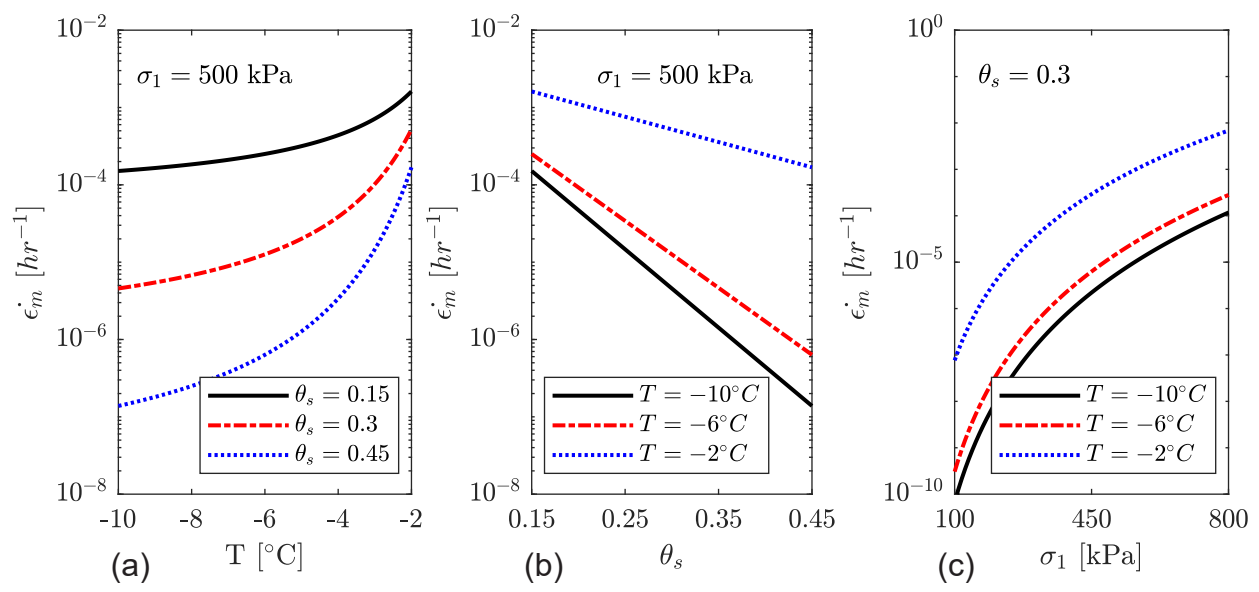 10⁻²
10⁻⁴
10⁻⁶
10⁻⁸
ϵ̇ₘ [hr⁻¹]
σ₁ = 500 kPa
θₛ = 0.15
θₛ = 0.3
θₛ = 0.45
-10 -8 -6 -4 -2
T [°C]
(a)
10⁻²
10⁻⁴
10⁻⁶
10⁻⁸
ϵ̇ₘ [hr⁻¹]
σ₁ = 500 kPa
T = −10°C
T = −6°C
T = −2°C
0.15 0.25 0.35 0.45
θₛ
(b)
10⁰
10⁻⁵
10⁻¹⁰
ϵ̇ₘ [hr⁻¹]
θₛ = 0.3
T = −10°C
T = −6°C
T = −2°C
100 450 800
σ₁ [kPa]
(c)